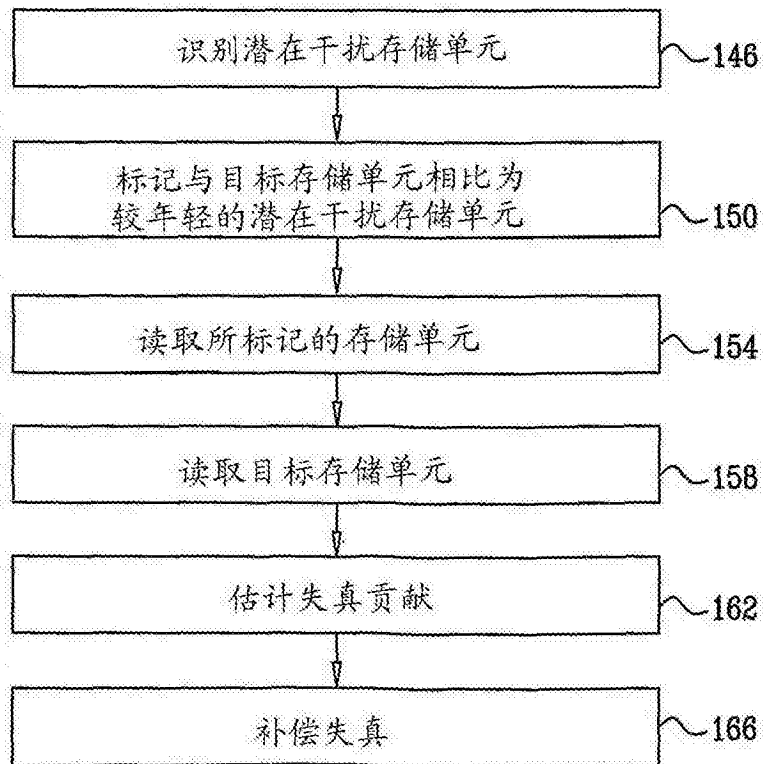 识别潜在干扰存储单元
146
标记与目标存储单元相比为
较年轻的潜在干扰存储单元
150
读取所标记的存储单元
154
读取目标存储单元
158
估计失真贡献
162
补偿失真
166